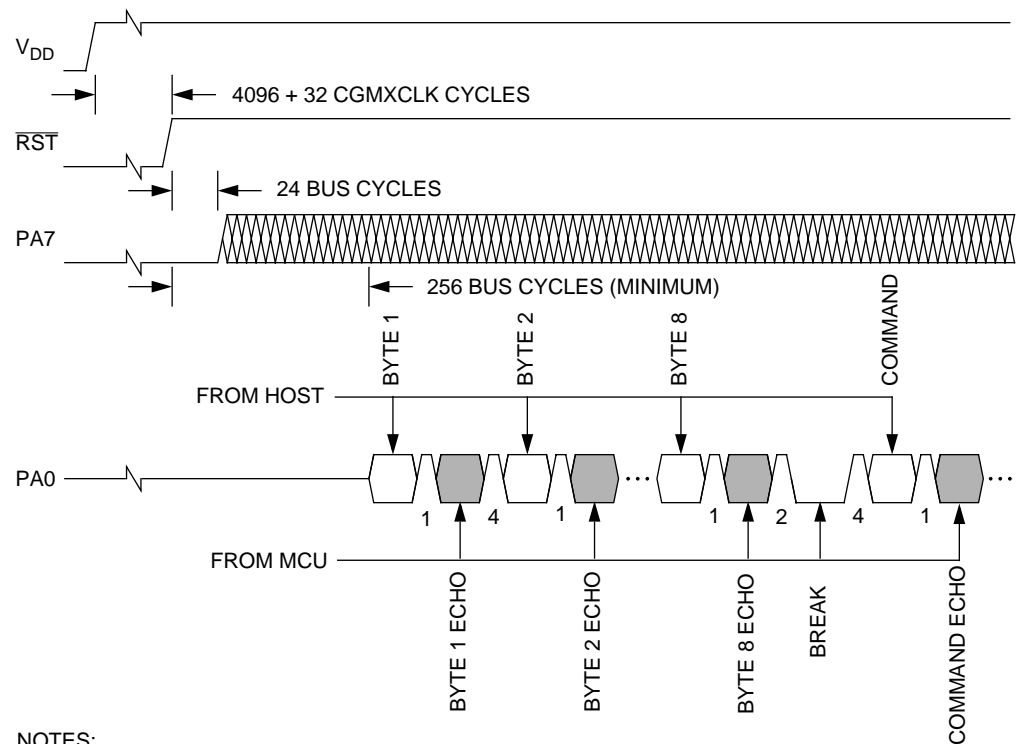 VDD
4096 + 32 CGMXCLK CYCLES
RST
24 BUS CYCLES
PA7
256 BUS CYCLES (MINIMUM)
BYTE 1
BYTE 2
BYTE 8
COMMAND
FROM HOST
PA0
1
4
1
1
2
4
1
FROM MCU
BYTE 1 ECHO
BYTE 2 ECHO
BYTE 8 ECHO
BREAK
COMMAND ECHO
NOTES: